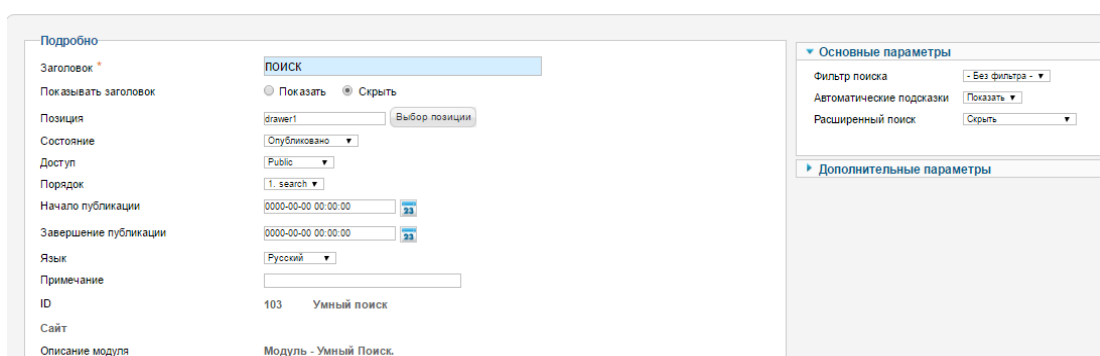 Подробно
Заголовок * поиск
Показывать заголовок Показать Скрыть
Позиция drawer1 Выбор позиции
Состояние Опубликовано
Доступ Public
Порядок 1. search
Начало публикации 0000-00-00 00:00:00 23
Завершение публикации 0000-00-00 00:00:00 23
Язык Русский
Примечание
ID 103 Умный поиск
Сайт
Описание модуля Модуль - Умный Поиск.
Основные параметры
Фильтр поиска - Без фильтра -
Автоматические подсказки Показать
Расширенный поиск Скрыть
Дополнительные параметры